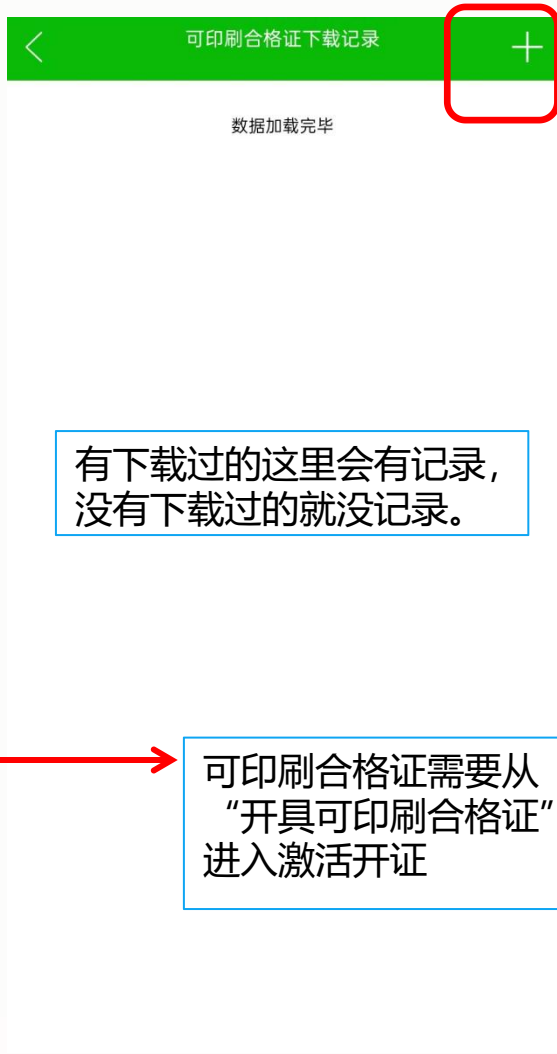 可印刷合格证下载记录
数据加载完毕
有下载过的这里会有记录，
没有下载过的就没记录。
可印刷合格证需要从
“开具可印刷合格证”
进入激活开证